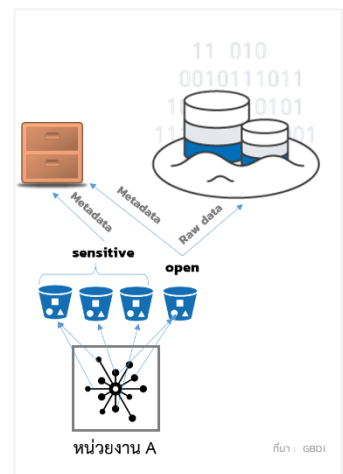 11 010
0010111011
Metadata
Metadata
Raw data
sensitive
open
หน่วยงาน A
ที่มา : GBDi